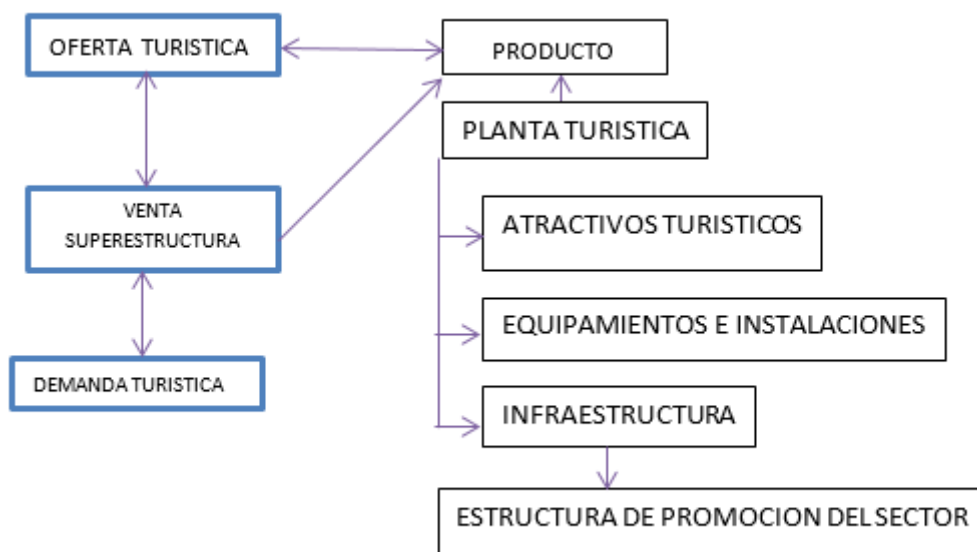 OFERTA TURISTICA
PRODUCTO
PLANTA TURISTICA
VENTA
SUPERESTRUCTURA
ATRACTIVOS TURISTICOS
EQUIPAMIENTOS E INSTALACIONES
DEMANDA TURISTICA
INFRAESTRUCTURA
ESTRUCTURA DE PROMOCION DEL SECTOR